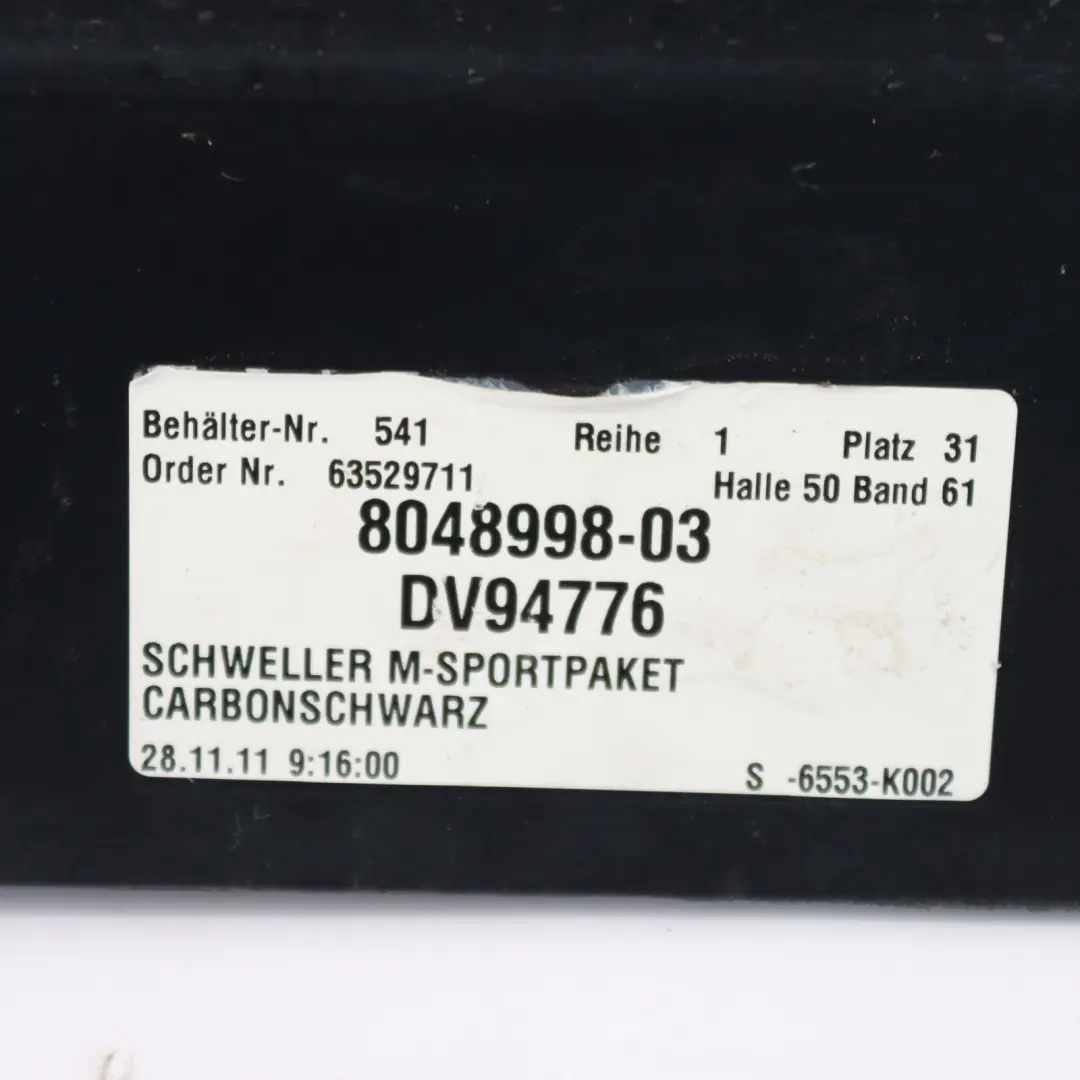 Behälter-Nr. 541 Reihe 1 Platz 31
Order Nr. 63529711 Halle 50 Band 61
8048998-03
DV94776
SCHWELLER M-SPORTPAKET
CARBONSCHWARZ
28.11.11 9:16:00 S -6553-K002